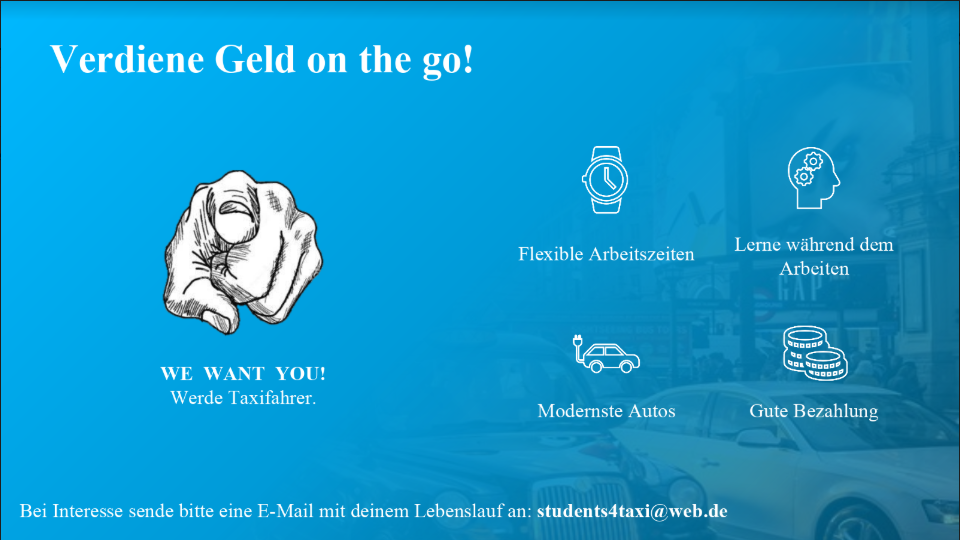 Verdiene Geld on the go!
Flexible Arbeitszeiten
Lerne während dem
Arbeiten
WE WANT YOU!
Werde Taxifahrer.
Modernste Autos
Gute Bezahlung
Bei Interesse sende bitte eine E-Mail mit deinem Lebenslauf an: students4taxi@web.de